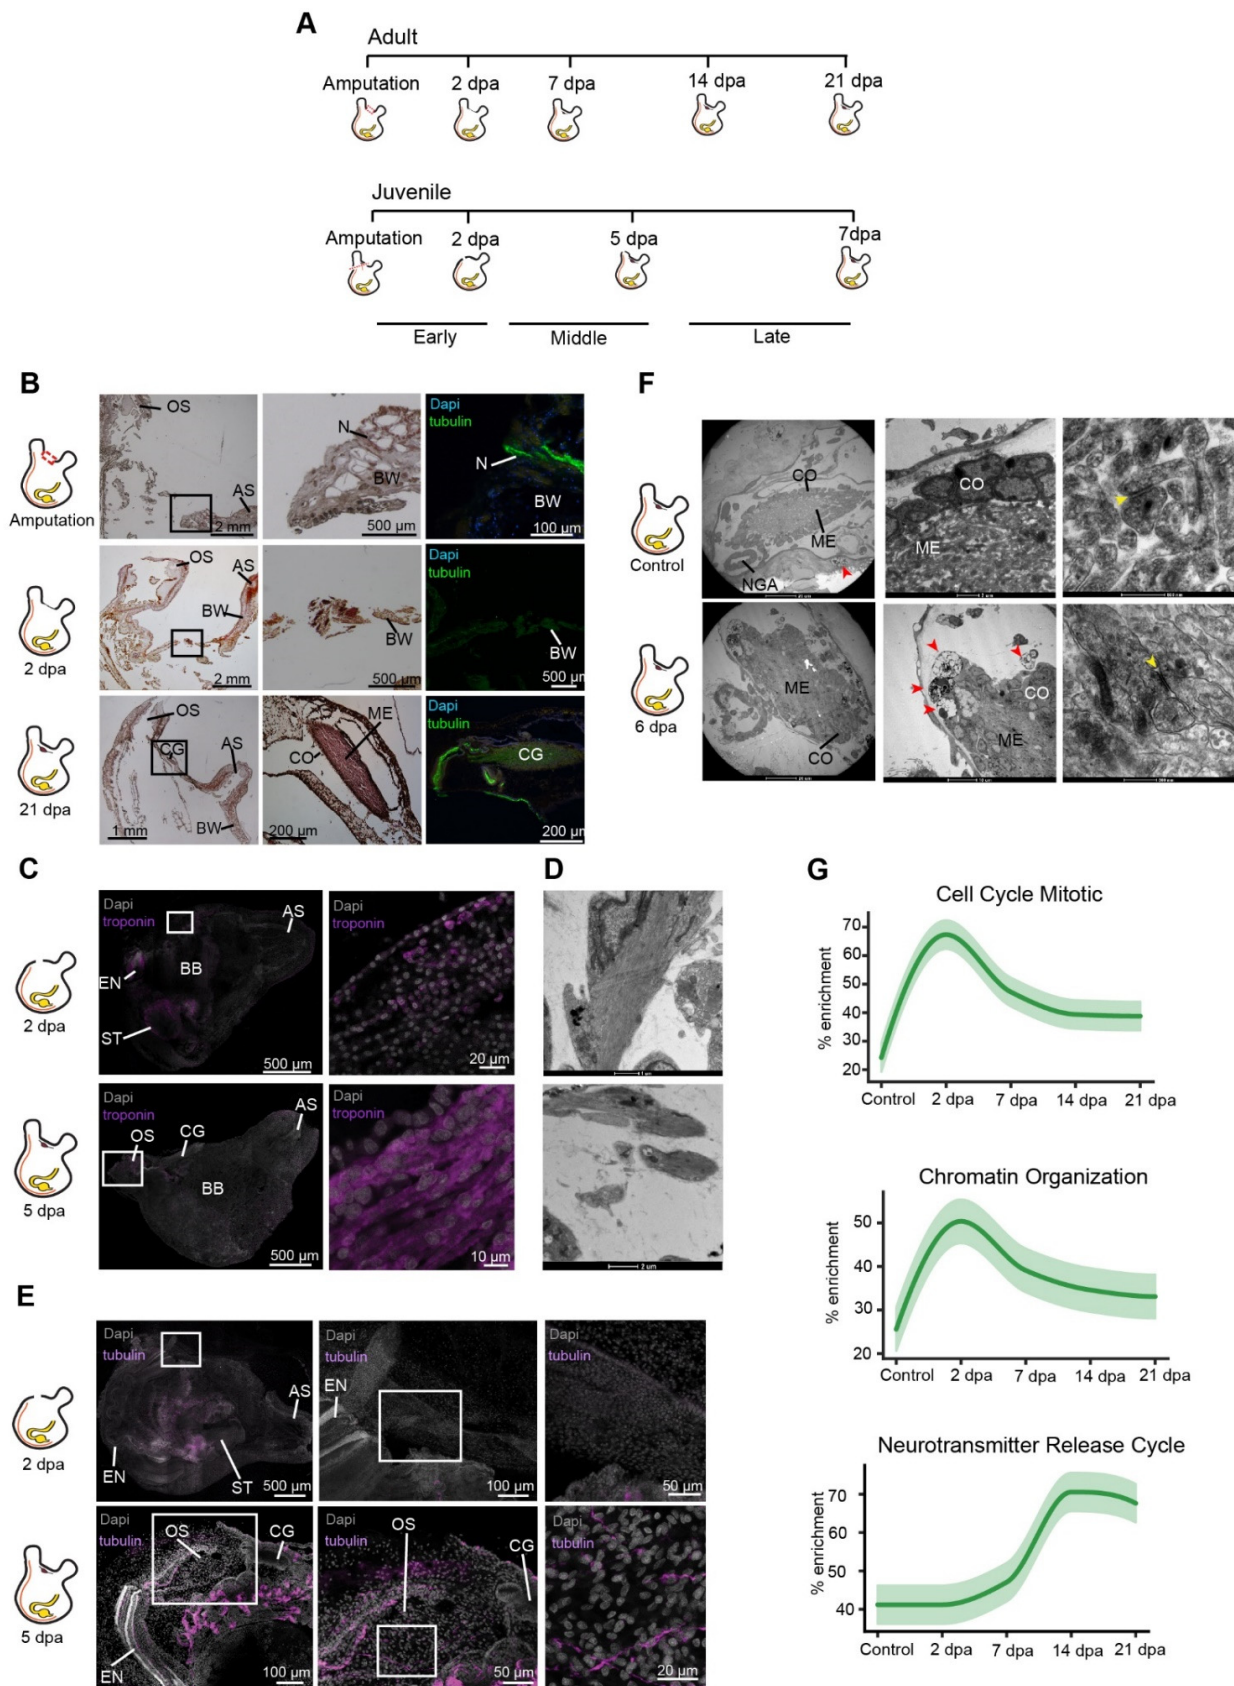 A
Adult
Amputation
2 dpa
7 dpa
14 dpa
21 dpa
Juvenile
Amputation
2 dpa
5 dpa
7dpa
Early
Middle
Late
B
Amputation
OS
AS
2 mm
N
BW
500 µm
Dapi
tubulin
N
BW
100 µm
2 dpa
OS
AS
BW
2 mm
BW
500 µm
Dapi
tubulin
BW
500 µm
21 dpa
OS
CG
AS
BW
1 mm
ME
CO
200 µm
Dapi
tubulin
CG
200 µm
C
2 dpa
Dapi
troponin
AS
EN
BB
ST
500 µm
Dapi
troponin
20 µm
5 dpa
Dapi
troponin
AS
OS
CG
BB
500 µm
Dapi
troponin
10 µm
D
E
2 dpa
Dapi
tubulin
AS
EN
ST
500 µm
Dapi
tubulin
EN
100 µm
Dapi
tubulin
50 µm
5 dpa
Dapi
tubulin
OS
CG
EN
100 µm
Dapi
tubulin
OS
CG
50 µm
Dapi
tubulin
20 µm
F
Control
CO
ME
NGA
CO
ME
6 dpa
ME
CO
CO
ME
G
Cell Cycle Mitotic
% enrichment
70
60
50
40
30
20
Control
2 dpa
7 dpa
14 dpa
21 dpa
Chromatin Organization
% enrichment
50
40
30
20
Control
2 dpa
7 dpa
14 dpa
21 dpa
Neurotransmitter Release Cycle
% enrichment
70
60
50
40
Control
2 dpa
7 dpa
14 dpa
21 dpa